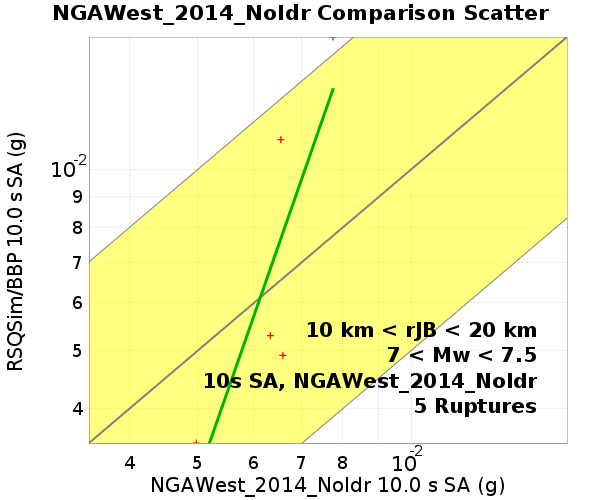 NGAWest_2014_NoIdr Comparison Scatter
RSQSim/BBP 10.0 s SA (g)
10-2
9
8
7
6
5
4
10 km < rJB < 20 km
7 < Mw < 7.5
10s SA, NGAWest_2014_NoIdr
5 Ruptures
4 5 6 7 8 10-2
NGAWest_2014_NoIdr 10.0 s SA (g)